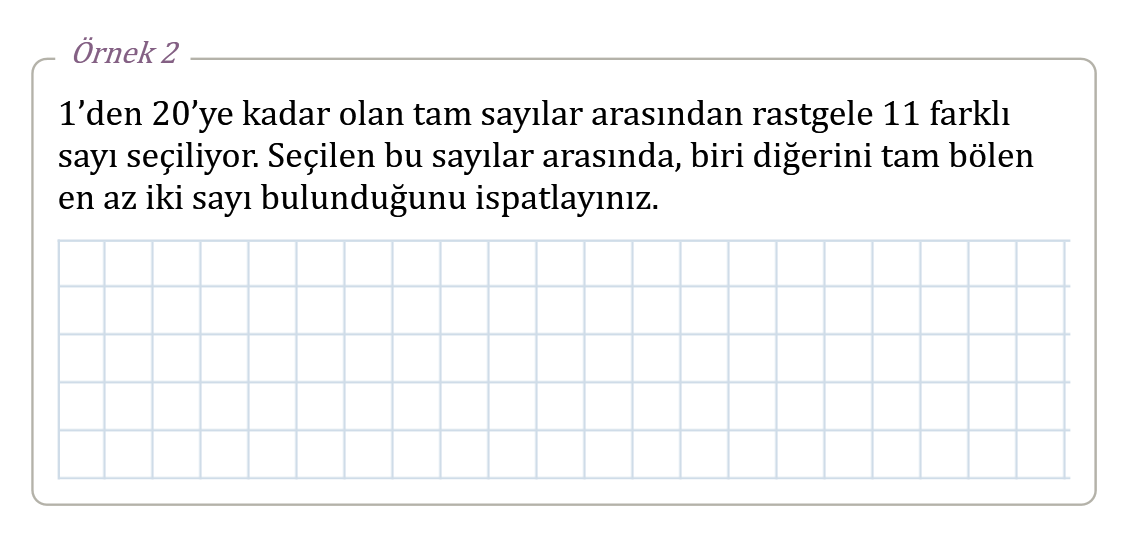 Örnek 2
1’den 20’ye kadar olan tam sayılar arasından rastgele 11 farklı
sayı seçiliyor. Seçilen bu sayılar arasında, biri diğerini tam bölen
en az iki sayı bulunduğunu ispatlayınız.